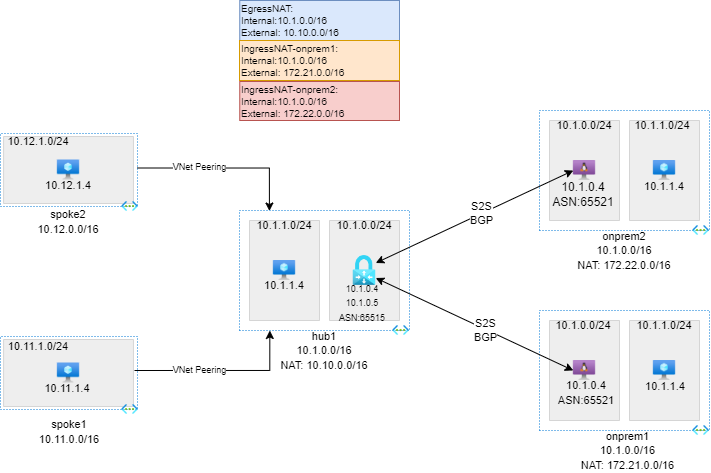 EgressNAT:
Internal:10.1.0.0/16
External: 10.10.0.0/16
IngressNAT-onprem1:
Internal:10.1.0.0/16
External: 172.21.0.0/16
IngressNAT-onprem2:
Internal:10.1.0.0/16
External: 172.22.0.0/16
10.12.1.0/24
10.12.1.4
spoke2
10.12.0.0/16
VNet Peering
10.11.1.0/24
10.11.1.4
spoke1
10.11.0.0/16
VNet Peering
10.1.1.0/24
10.1.1.4
10.1.0.0/24
10.1.0.4
10.1.0.5
ASN:65515
hub1
10.1.0.0/16
NAT: 10.10.0.0/16
S2S
BGP
S2S
BGP
10.1.0.0/24
10.1.0.4
ASN:65521
10.1.1.0/24
10.1.1.4
onprem2
10.1.0.0/16
NAT: 172.22.0.0/16
10.1.0.0/24
10.1.0.4
ASN:65521
10.1.1.0/24
10.1.1.4
onprem1
10.1.0.0/16
NAT: 172.21.0.0/16